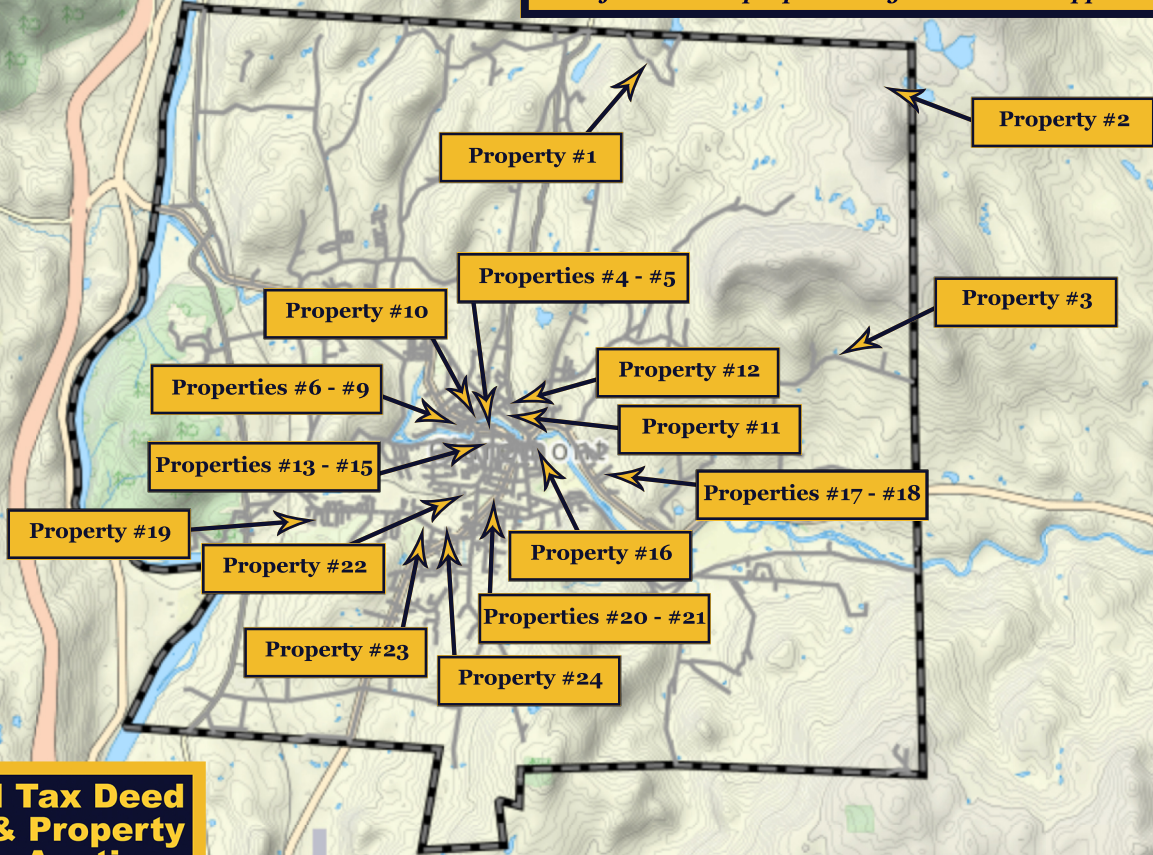 Property #2
Property #1
Properties #4 - #5
Property #3
Property #10
Property #12
Properties #6 - #9
Property #11
Properties #13 - #15
Properties #17 - #18
Property #19
Property #16
Property #22
Properties #20 - #21
Property #23
Property #24
Tax Deed
& Property